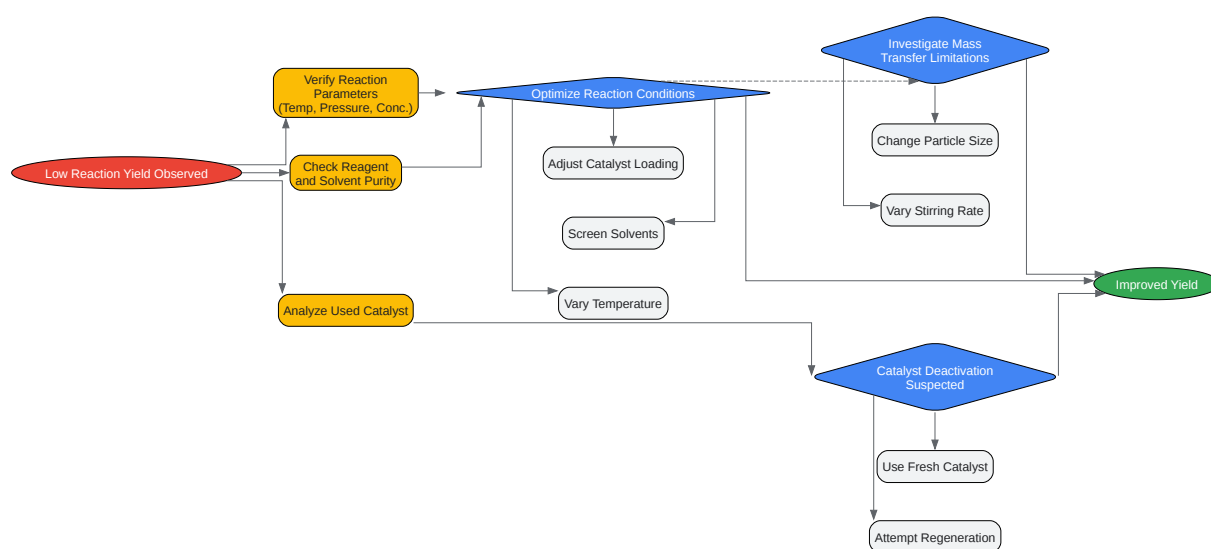 Low Reaction Yield Observed
Verify Reaction
Parameters
(Temp, Pressure, Conc.)
Check Reagent
and Solvent Purity
Analyze Used Catalyst
Optimize Reaction Conditions
Adjust Catalyst Loading
Screen Solvents
Vary Temperature
Investigate Mass
Transfer Limitations
Change Particle Size
Vary Stirring Rate
Catalyst Deactivation
Suspected
Use Fresh Catalyst
Attempt Regeneration
Improved Yield